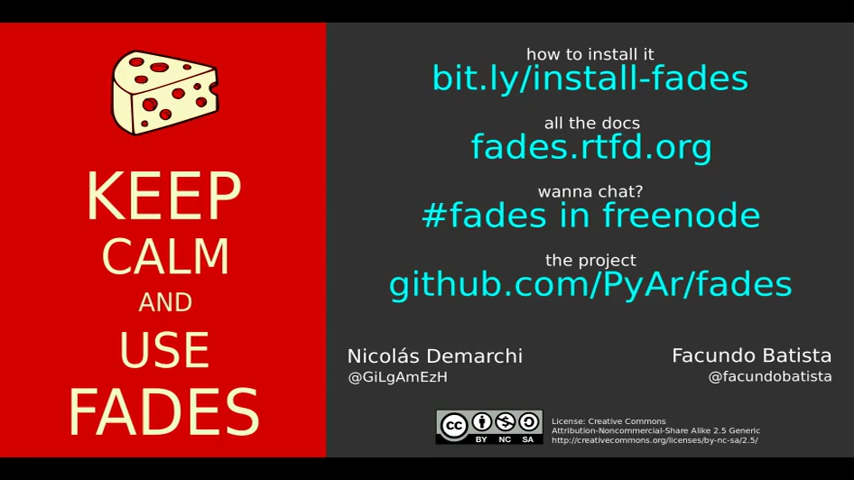 KEEP
CALM
AND
USE
FADES
how to install it
bit.ly/install-fades
all the docs
fades.rtfd.org
wanna chat?
#fades in freenode
the project
github.com/PyAr/fades
Nicolás Demarchi
@GiLgAmEzH
Facundo Batista
@facundobatista
cc BY NC SA
License: Creative Commons
Attribution-Noncommercial-Share Alike 2.5 Generic
http://creativecommons.org/licenses/by-nc-sa/2.5/